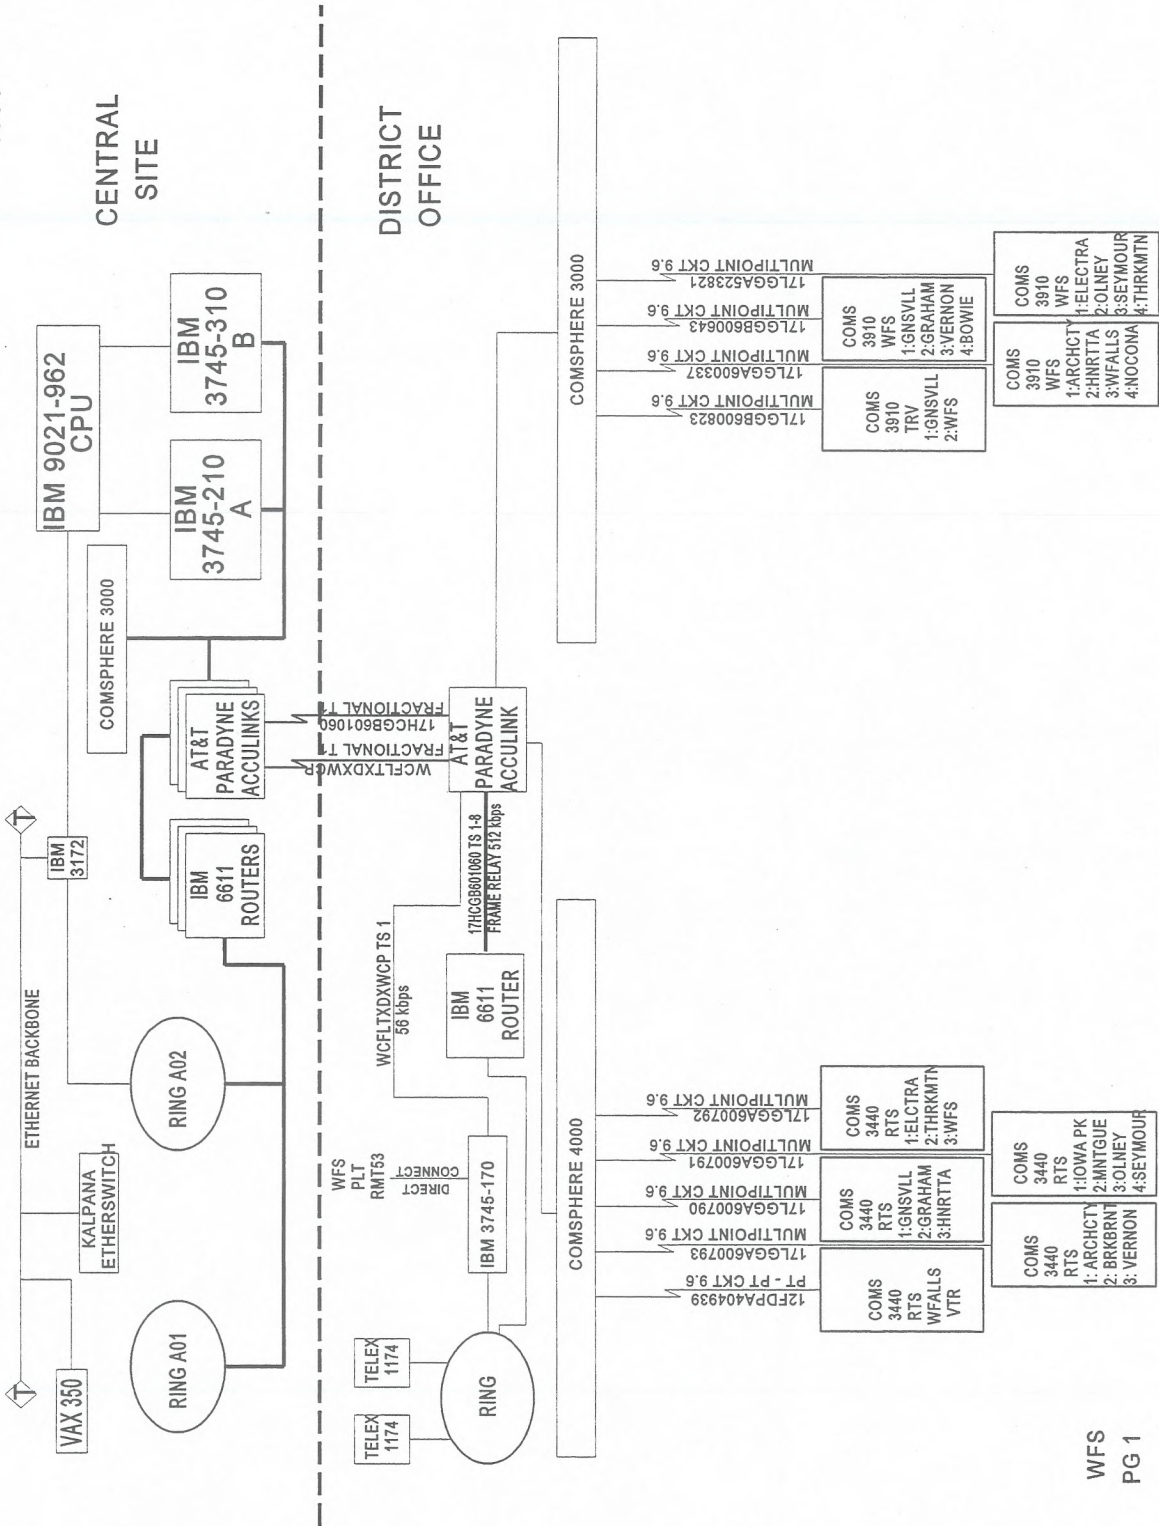 CENTRAL
SITE
ETHERNET BACKBONE
T
T
VAX 350
KALPANA
ETHERSWITCH
IBM
3172
IBM 9021-962
CPU
COMSPHERE 3000
IBM
3745-210
A
IBM
3745-310
B
RING A01
RING A02
IBM
6611
ROUTERS
AT&T
PARADYNE
ACCULINKS
WCFLTXDXWCP
FRACTIONAL T1
17HCGB601060
FRACTIONAL T1
DISTRICT
OFFICE
TELEX
1174
TELEX
1174
RING
WFS
PLT
RMT53
DIRECT
CONNECT
IBM 3745-170
WCFLTXDXWCP TS 1
56 kbps
IBM
6611
ROUTER
17HCGB601060 TS 1-8
FRAME RELAY 512 kbps
AT&T
PARADYNE
ACCULINK
COMSPHERE 4000
12FDPA404939
PT - PT CKT 9.6
17LGGA600793
MULTIPOINT CKT 9.6
17LGGA600790
MULTIPOINT CKT 9.6
17LGGA600791
MULTIPOINT CKT 9.6
17LGGA600792
MULTIPOINT CKT 9.6
COMS
3440
RTS
WFALLS
VTR
COMS
3440
RTS
1:GNSVLL
2:GRAHAM
3:HNRTTA
COMS
3440
RTS
1:ELCTRA
2:THRKMTN
3:WFS
COMS
3440
RTS
1: ARCHCTY
2: BRKBRNT
3: VERNON
COMS
3440
RTS
1:IOWA PK
2:MNTGUE
3:OLNEY
4:SEYMOUR
COMSPHERE 3000
17LGGB600823
MULTIPOINT CKT 9.6
17LGGA600337
MULTIPOINT CKT 9.6
17LGGB600643
MULTIPOINT CKT 9.6
17LGGA523821
MULTIPOINT CKT 9.6
COMS
3910
TRV
1:GNSVLL
2:WFS
COMS
3910
WFS
1:GNSVLL
2:GRAHAM
3:VERNON
4:BOWIE
COMS
3910
WFS
1:ARCHCTY
2:HNRTTA
3:WFALLS
4:NOCONA
COMS
3910
WFS
1:ELECTRA
2:OLNEY
3:SEYMOUR
4:THRKMTN
WFS
PG 1